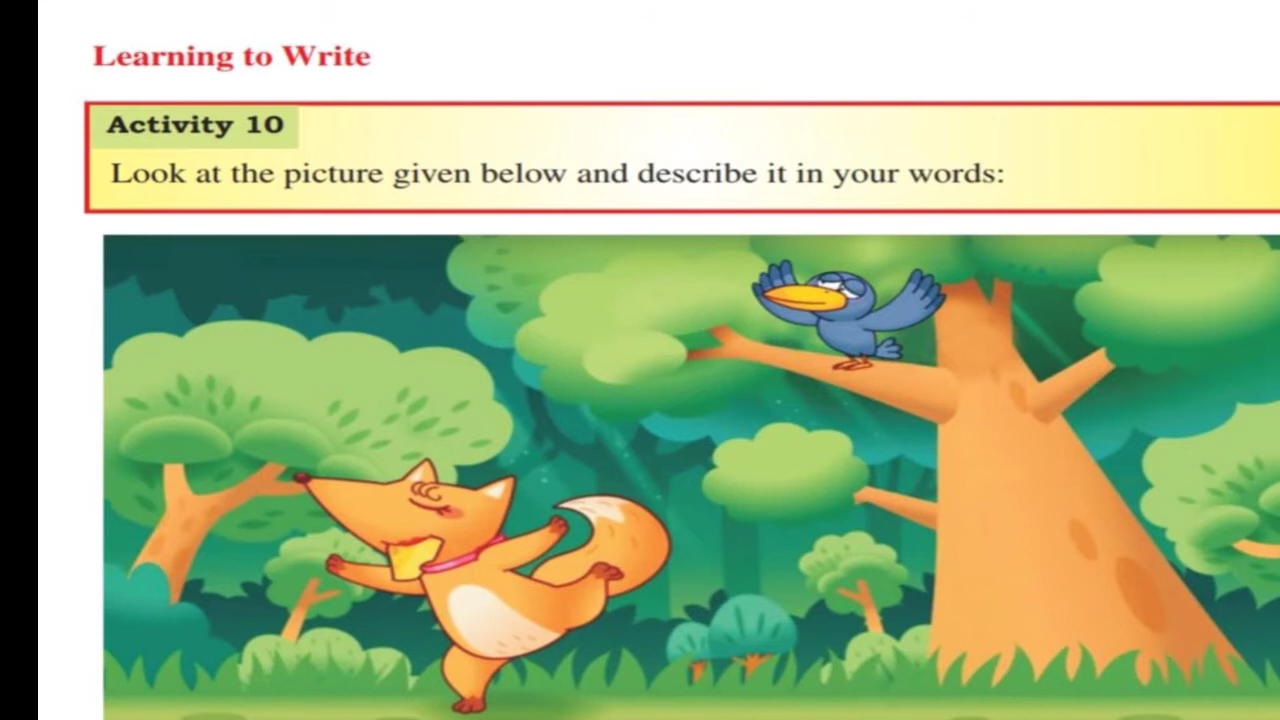 Learning to Write
Activity 10
Look at the picture given below and describe it in your words: